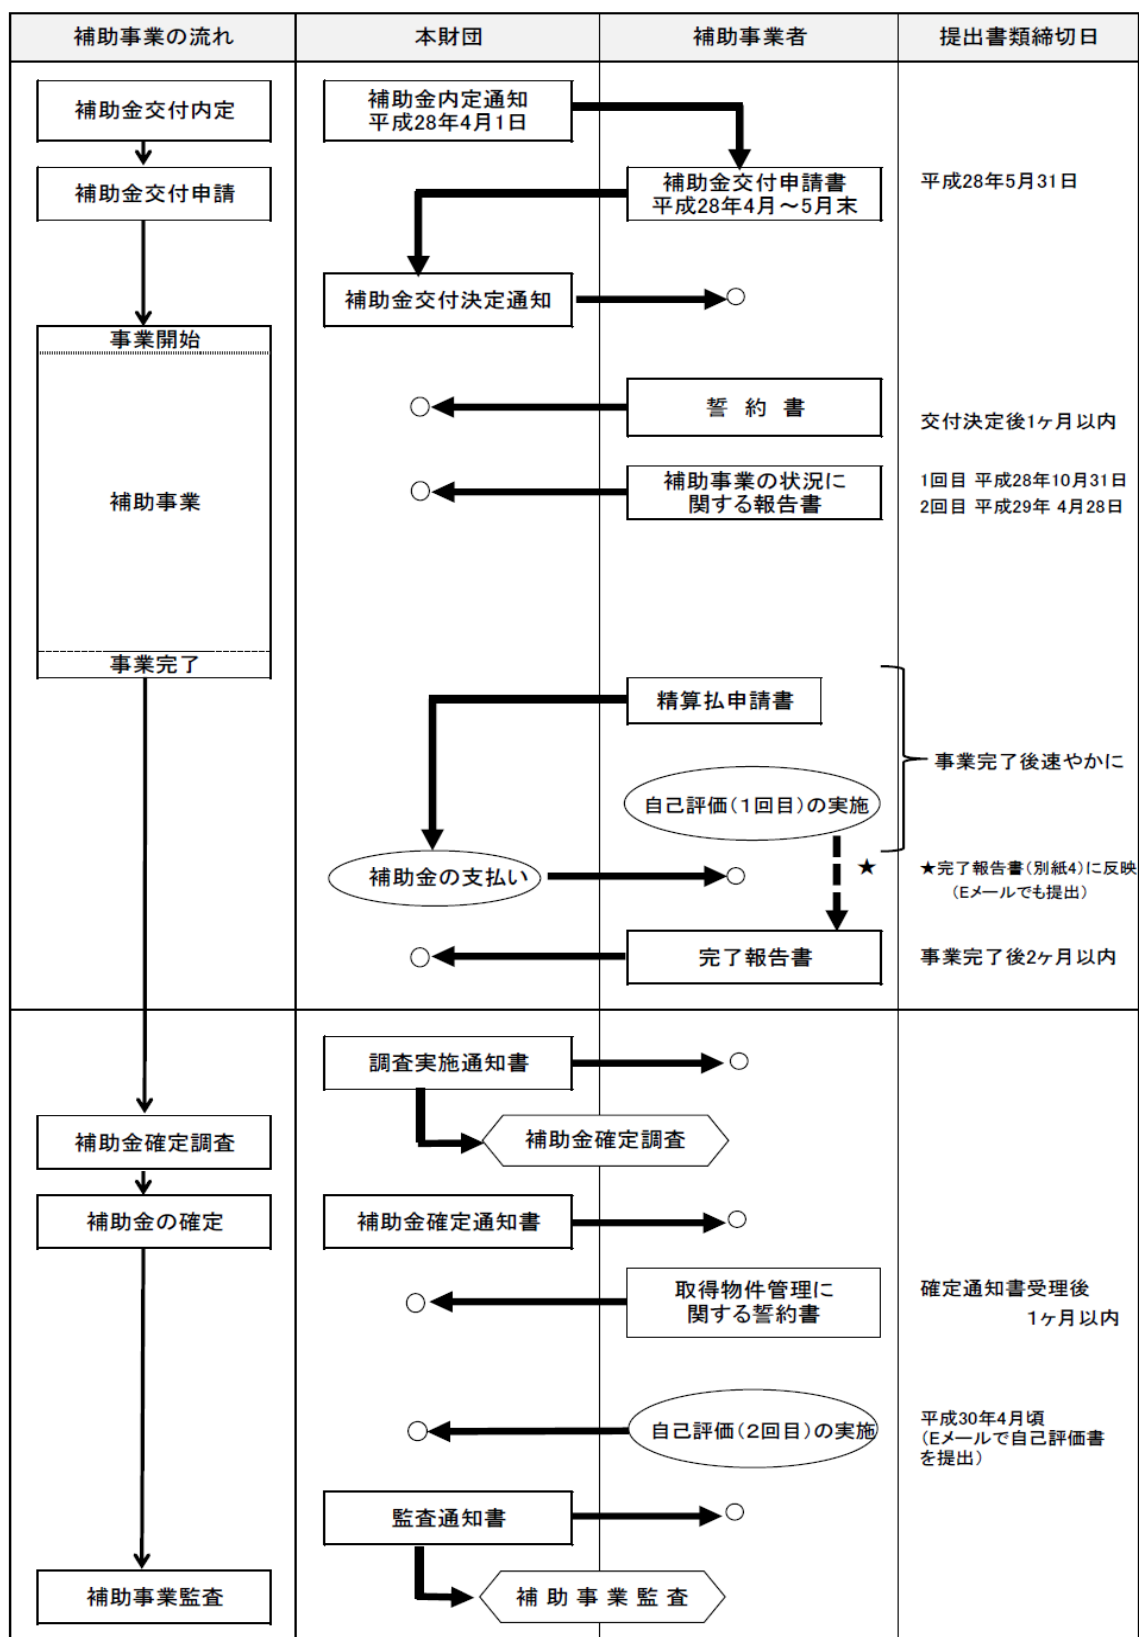 補助事業の流れ
本財団
補助事業者
提出書類締切日
補助金交付内定
補助金内定通知
平成28年4月1日
補助金交付申請
補助金交付申請書
平成28年4月～5月末
平成28年5月31日
補助金交付決定通知
事業開始
誓 約 書
交付決定後1ヶ月以内
補助事業
補助事業の状況に
関する報告書
1回目 平成28年10月31日
2回目 平成29年 4月28日
事業完了
精算払申請書
事業完了後速やかに
自己評価(1回目)の実施
補助金の支払い
★
★完了報告書(別紙4)に反映
(Eメールでも提出)
完了報告書
事業完了後2ヶ月以内
調査実施通知書
補助金確定調査
補助金確定調査
補助金の確定
補助金確定通知書
取得物件管理に
関する誓約書
確定通知書受理後
1ヶ月以内
自己評価(2回目)の実施
平成30年4月頃
(Eメールで自己評価書
を提出)
監査通知書
補助事業監査
補 助 事 業 監 査